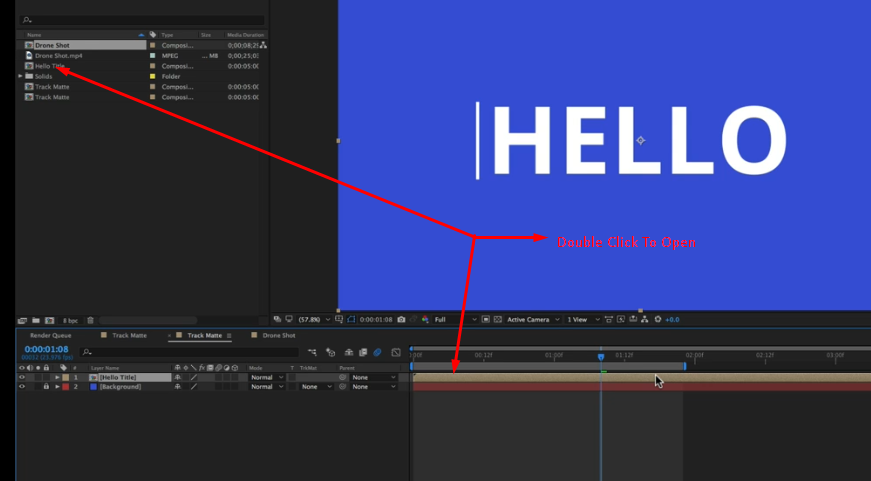 Name Type Size Media Duration
Drone Shot Composi... 0;00;08;2
Drone Shot.mp4 MPEG ... MB 0;00;25;0
Hello Title Composi... 0:00:05:00
Solids Folder
Track Matte Composi... 0:00:05:00
Track Matte Composi... 0:00:05:00
HELLO
Double Click to Open
8 bpc (57.8%) 0:00:01:08 Full Active Camera 1 View +0.0
Render Queue Track Matte Track Matte Drone Shot
0:00:01:08
00:12f 01:00f 01:12f 02:00f 02:12f 03:00f
# Layer Name Mode T TrkMat Parent
1 [Hello Title] Normal None
2 [Background] Normal None None